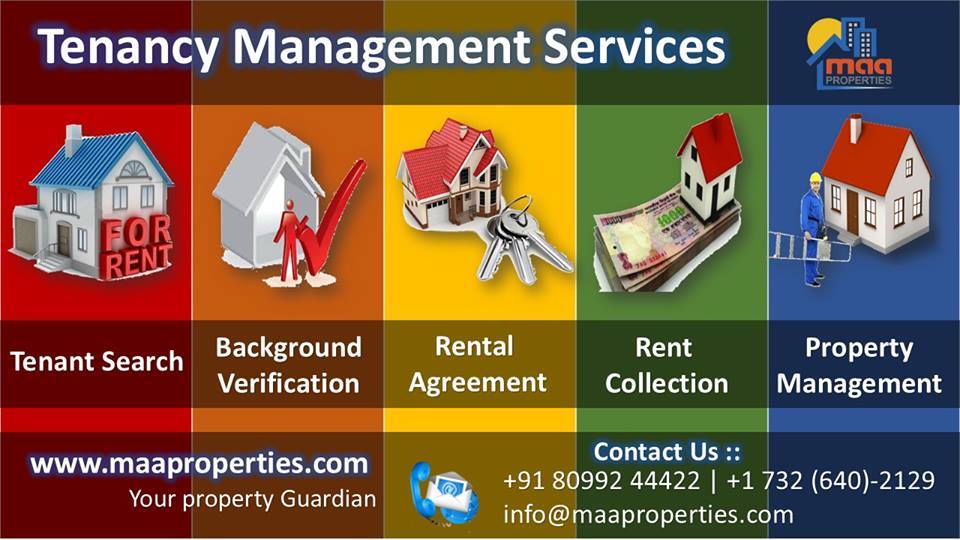 Tenancy Management Services
maa
PROPERTIES
FOR
RENT
1000
Tenant Search
Background
Verification
Rental
Agreement
Rent
Collection
Property
Management
www.maaproperties.com
Your property Guardian
Contact Us ::
+91 80992 44422 | +1 732 (640)-2129
info@maaproperties.com